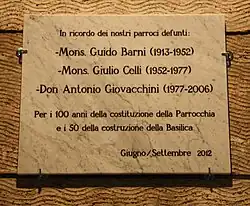 In ricordo dei nostri parroci defunti:
-Mons. Guido Barni (1913-1952)
-Mons. Giulio Celli (1952-1977)
-Don Antonio Giovacchini (1977-2006)
Per i 100 anni della costituzione della Parrocchia
e i 50 della costruzione della Basilica
Giugno/Settembre 2012